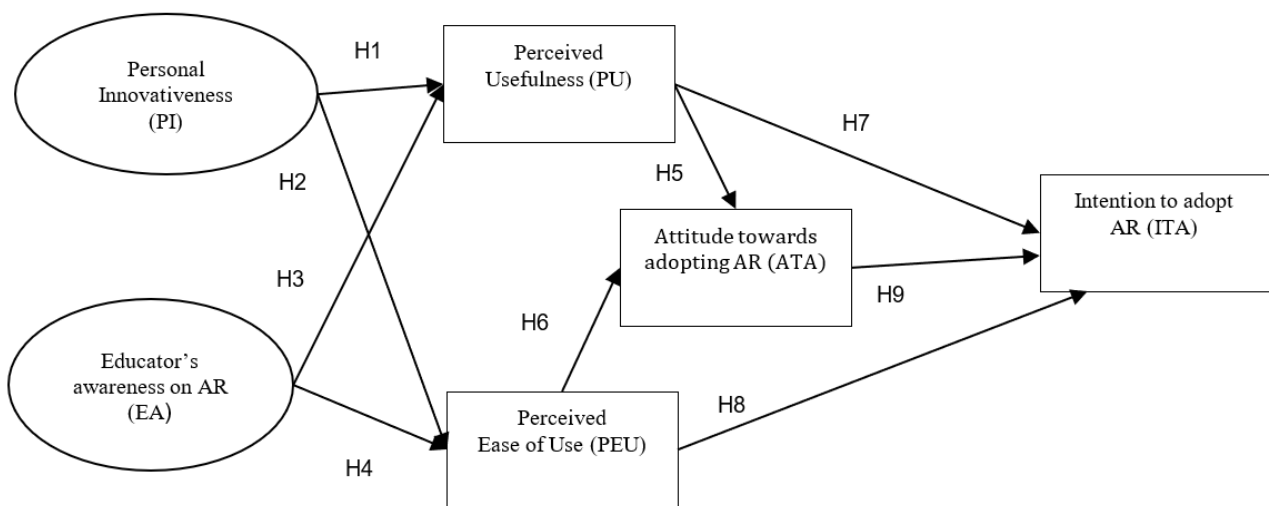 Personal
Innovativeness
(PI)
H1
Perceived
Usefulness (PU)
H7
H2
H5
Intention to adopt
AR (ITA)
Attitude towards
adopting AR (ATA)
H3
H9
H6
Educator’s
awareness on AR
(EA)
H4
Perceived
Ease of Use (PEU)
H8